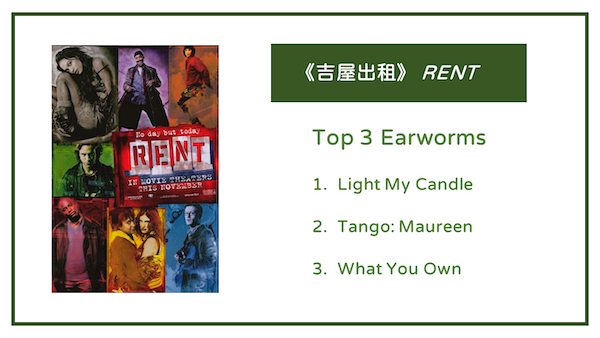 《吉屋出租》 RENT
No day but today
RENT
IN MOVIE THEATERS
THIS NOVEMBER
Top 3 Earworms
1. Light My Candle
2. Tango: Maureen
3. What You Own